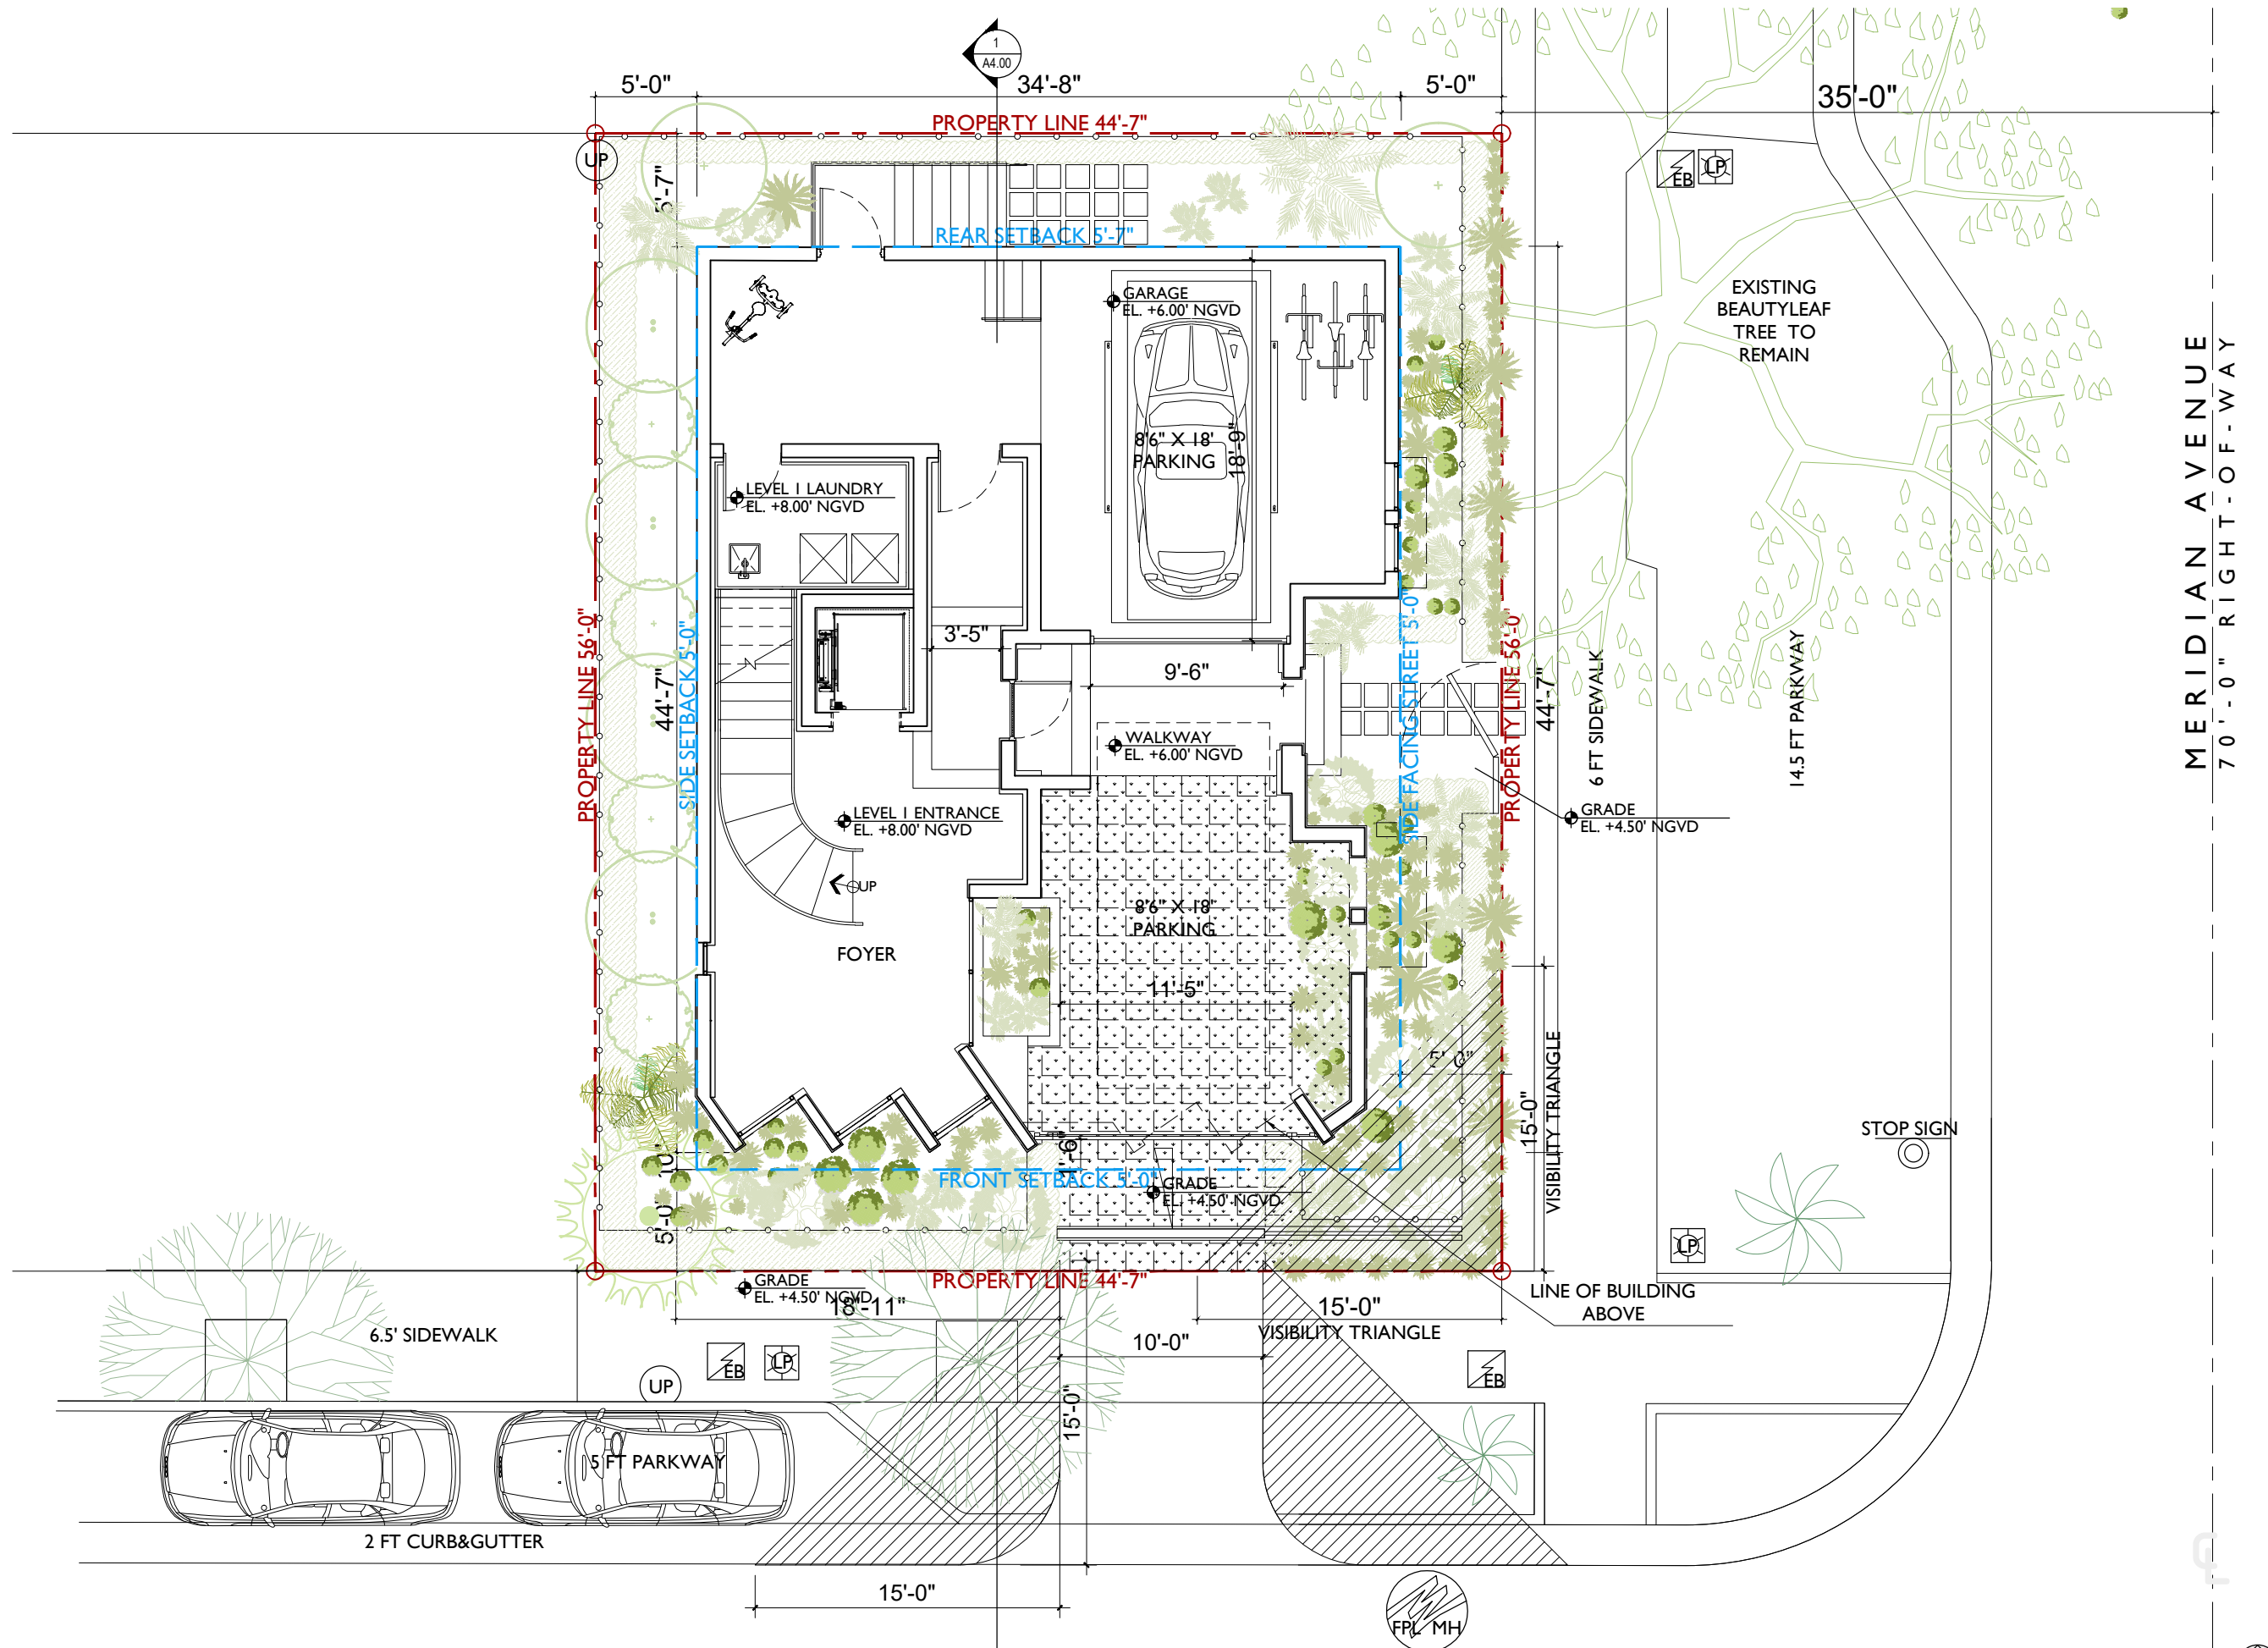 1
A4.00
5'-0"
34'-8"
5'-0"
35'-0"
PROPERTY LINE 44'-7"
UP
EB
LP
5'-7"
REAR SETBACK 5'-7"
EXISTING
BEAUTYLEAF
TREE TO
REMAIN
GARAGE
EL. +6.00' NGVD
MERIDIAN AVENUE
70'-0" RIGHT-OF-WAY
8'6" X 18'
PARKING
18'-9"
LEVEL 1 LAUNDRY
EL. +8.00' NGVD
3'-5"
9'-6"
PROPERTY LINE 56'-0"
44'-7"
SIDE SETBACK 5'-0"
SIDE FACING STREET 5'-0"
PROPERTY LINE 56'-0"
44'-7"
6 FT SIDEWALK
14.5 FT PARKWAY
WALKWAY
EL. +6.00' NGVD
LEVEL 1 ENTRANCE
EL. +8.00' NGVD
GRADE
EL. +4.50' NGVD
UP
8'6" X 18'
PARKING
FOYER
11'-5"
5'-0"
15'-0"
VISIBILITY TRIANGLE
STOP SIGN
1'-6"
FRONT SETBACK 5'-0"
GRADE
EL. +4.50' NGVD
5'-0"
LP
PROPERTY LINE 44'-7"
GRADE
EL. +4.50' NGVD
18'-11"
15'-0"
VISIBILITY TRIANGLE
LINE OF BUILDING
ABOVE
6.5' SIDEWALK
10'-0"
EB
LP
UP
EB
15'-0"
5 FT PARKWAY
2 FT CURB&GUTTER
15'-0"
FPL MH